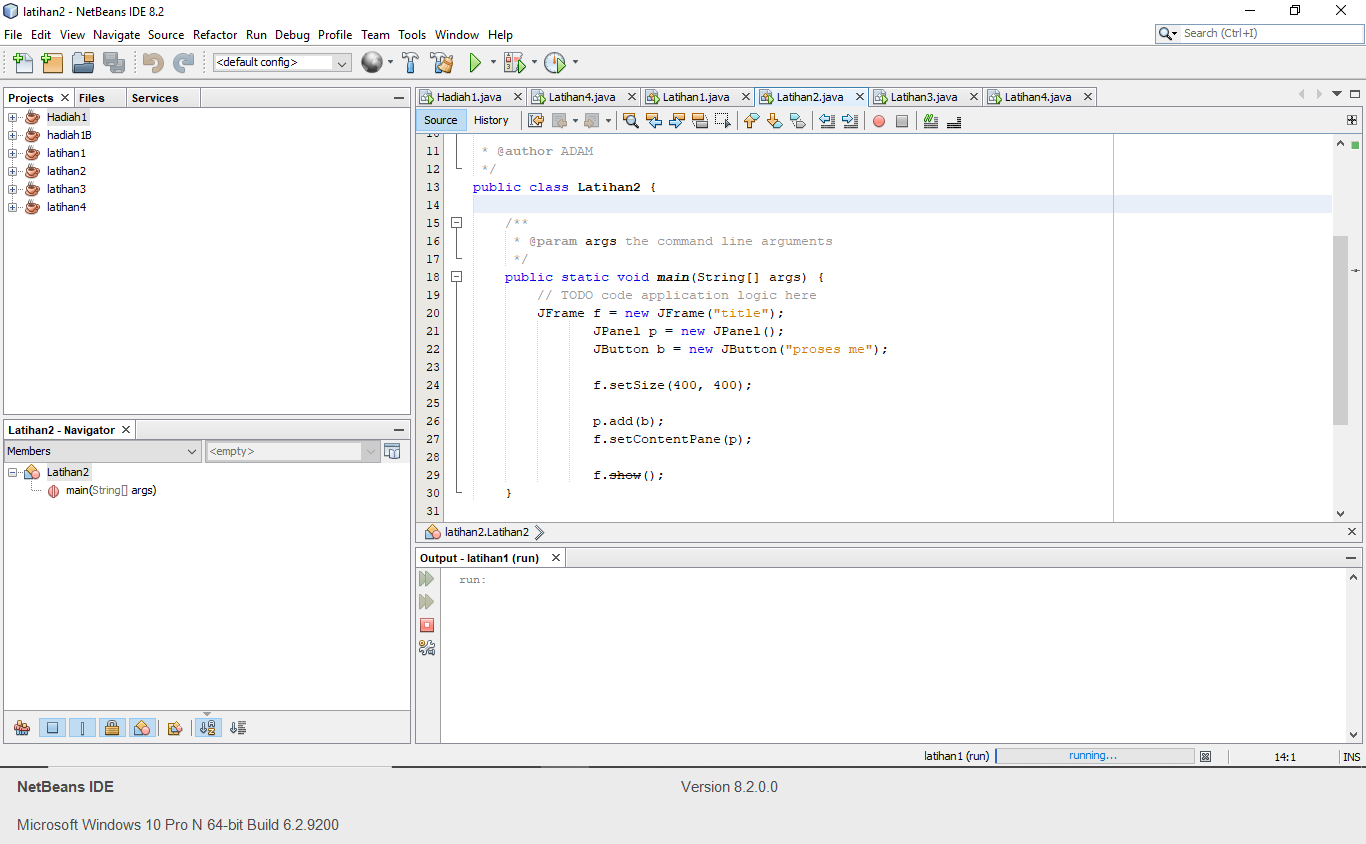 latihan2 - NetBeans IDE 8.2
File Edit View Navigate Source Refactor Run Debug Profile Team Tools Window Help
Search (Ctrl+I)
<default config>
Projects Files Services
Hadiah1
hadiah1B
latihan1
latihan2
latihan3
latihan4
Latihan2 - Navigator
Members <empty>
Latihan2
main(String[] args)
Hadiah1.java Latihan4.java Latihan1.java Latihan2.java Latihan3.java Latihan4.java
Source History
10
11 * @author ADAM
12 */
13 public class Latihan2 {
14
15 /**
16 * @param args the command line arguments
17 */
18 public static void main(String[] args) {
19 // TODO code application logic here
20 JFrame f = new JFrame("title");
21 JPanel p = new JPanel();
22 JButton b = new JButton("proses me");
23
24 f.setSize(400, 400);
25
26 p.add(b);
27 f.setContentPane(p);
28
29 f.show();
30 }
31
latihan2.Latihan2
Output - latihan1 (run)
run:
latihan1 (run) running... 14:1 INS
NetBeans IDE Version 8.2.0.0
Microsoft Windows 10 Pro N 64-bit Build 6.2.9200